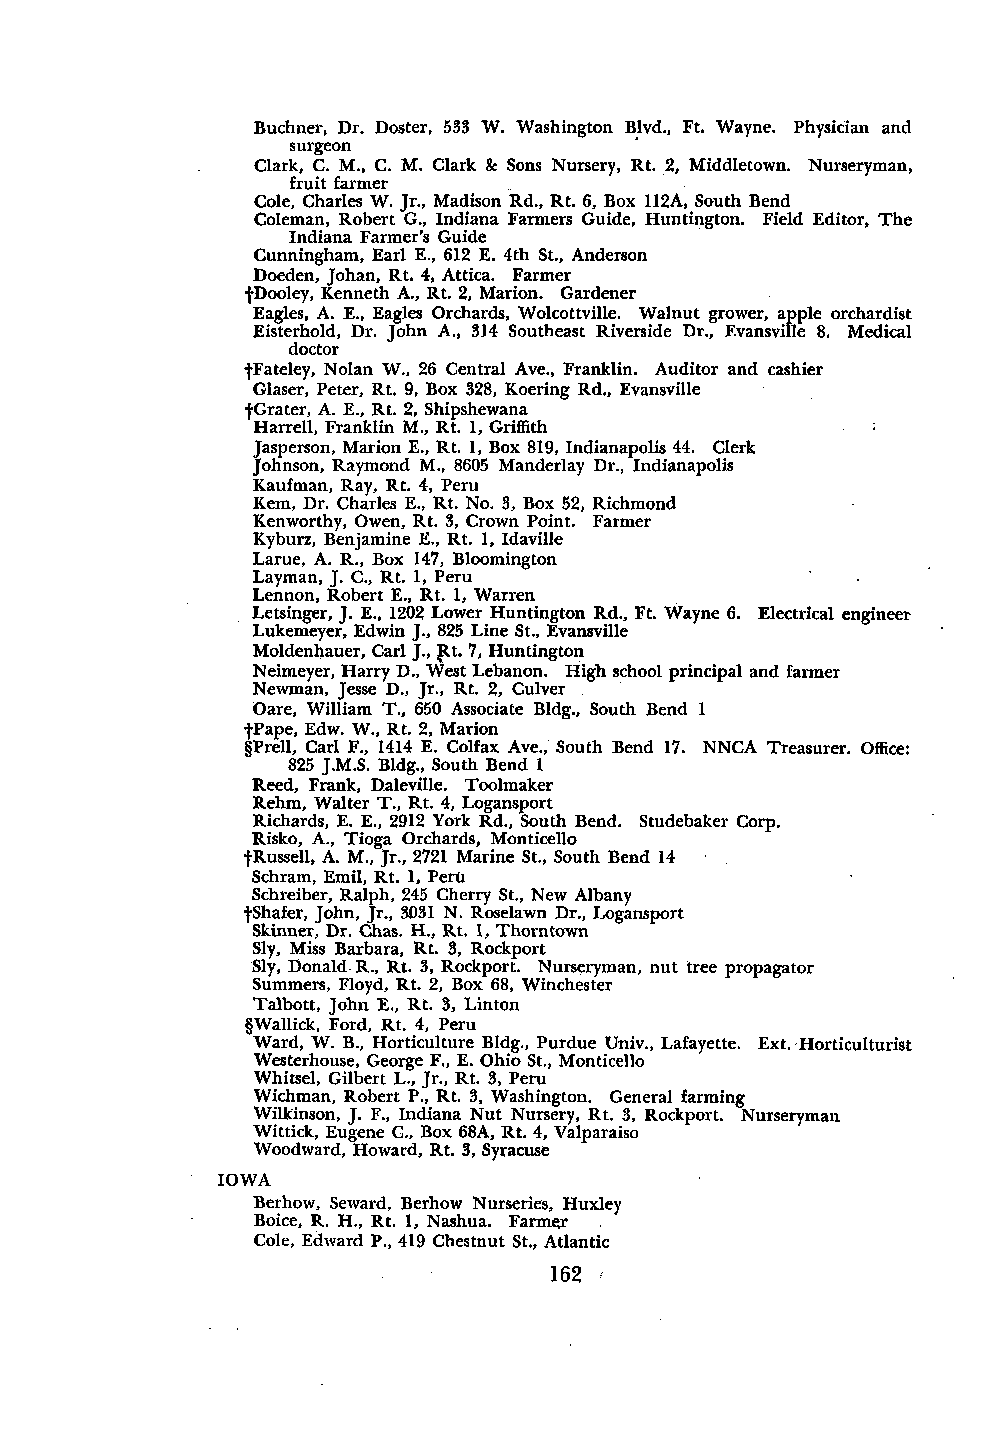 Buchner, Dr. Doster, 533 W. Washington Blvd., Ft. Wayne. Physician and
surgeon
Clark, C. M., C. M. Clark & Sons Nursery, Rt. 2, Middletown. Nurseryman,
fruit farmer
Cole, Charles W. Jr., Madison Rd., Rt. 6, Box 112A, South Bend
Coleman, Robert G., Indiana Farmers Guide, Huntington. Field Editor, The
Indiana Farmer's Guide
Cunningham, Earl E., 612 E. 4th St., Anderson
Doeden, Johan, Rt. 4, Attica. Farmer
†Dooley, Kenneth A., Rt. 2, Marion. Gardener
Eagles, A. E., Eagles Orchards, Wolcottville. Walnut grower, apple orchardist
Eisterhold, Dr. John A., 314 Southeast Riverside Dr., Evansville 8. Medical
doctor
†Fateley, Nolan W., 26 Central Ave., Franklin. Auditor and cashier
Glaser, Peter, Rt. 9, Box 328, Koering Rd., Evansville
†Grater, A. E., Rt. 2, Shipshewana
Harrell, Franklin M., Rt. 1, Griffith
Jasperson, Marion E., Rt. 1, Box 819, Indianapolis 44. Clerk
Johnson, Raymond M., 8605 Manderlay Dr., Indianapolis
Kaufman, Ray, Rt. 4, Peru
Kem, Dr. Charles E., Rt. No. 3, Box 52, Richmond
Kenworthy, Owen, Rt. 3, Crown Point. Farmer
Kyburz, Benjamine E., Rt. 1, Idaville
Larue, A. R., Box 147, Bloomington
Layman, J. C., Rt. 1, Peru
Lennon, Robert E., Rt. 1, Warren
Letsinger, J. E., 1202 Lower Huntington Rd., Ft. Wayne 6. Electrical engineer
Lukemeyer, Edwin J., 825 Line St., Evansville
Moldenhauer, Carl J., Rt. 7, Huntington
Neimeyer, Harry D., West Lebanon. High school principal and farmer
Newman, Jesse D., Jr., Rt. 2, Culver
Oare, William T., 650 Associate Bldg., South Bend 1
†Pape, Edw. W., Rt. 2, Marion
§Prell, Carl F., 1414 E. Colfax Ave., South Bend 17. NNCA Treasurer. Office:
825 J.M.S. Bldg., South Bend 1
Reed, Frank, Daleville. Toolmaker
Rehm, Walter T., Rt. 4, Logansport
Richards, E. E., 2912 York Rd., South Bend. Studebaker Corp.
Risko, A., Tioga Orchards, Monticello
†Russell, A. M., Jr., 2721 Marine St., South Bend 14
Schram, Emil, Rt. 1, Peru
Schreiber, Ralph, 245 Cherry St., New Albany
†Shafer, John, Jr., 3031 N. Roselawn Dr., Logansport
Skinner, Dr. Chas. H., Rt. 1, Thorntown
Sly, Miss Barbara, Rt. 3, Rockport
Sly, Donald R., Rt. 3, Rockport. Nurseryman, nut tree propagator
Summers, Floyd, Rt. 2, Box 68, Winchester
Talbott, John E., Rt. 3, Linton
§Wallick, Ford, Rt. 4, Peru
Ward, W. B., Horticulture Bldg., Purdue Univ., Lafayette. Ext. Horticulturist
Westerhouse, George F., E. Ohio St., Monticello
Whitsel, Gilbert L., Jr., Rt. 3, Peru
Wichman, Robert P., Rt. 3, Washington. General farming
Wilkinson, J. F., Indiana Nut Nursery, Rt. 3, Rockport. Nurseryman
Wittick, Eugene C., Box 68A, Rt. 4, Valparaiso
Woodward, Howard, Rt. 3, Syracuse
IOWA
Berhow, Seward, Berhow Nurseries, Huxley
Boice, R. H., Rt. 1, Nashua. Farmer
Cole, Edward P., 419 Chestnut St., Atlantic
162